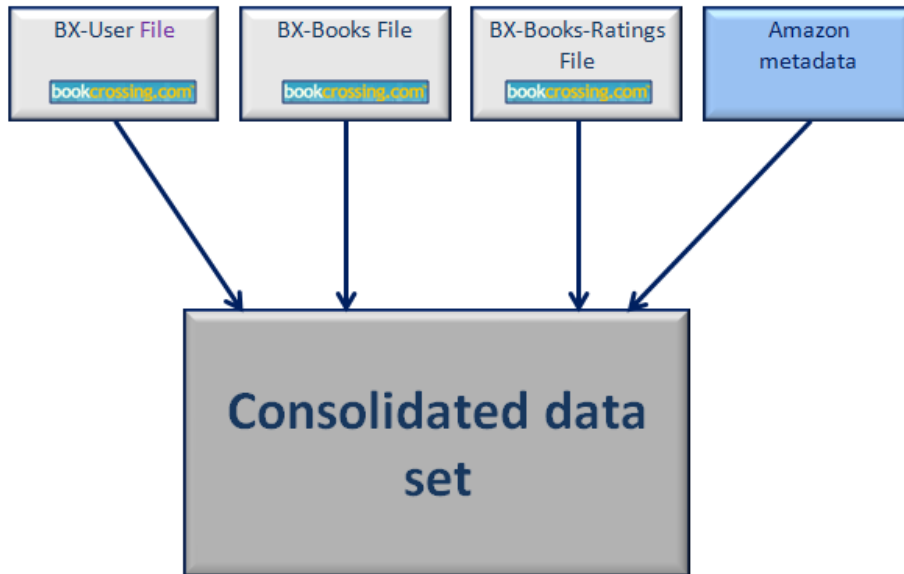 BX-User File
bookcrossing.com
BX-Books File
bookcrossing.com
BX-Books-Ratings
File
bookcrossing.com
Amazon
metadata
Consolidated data
set